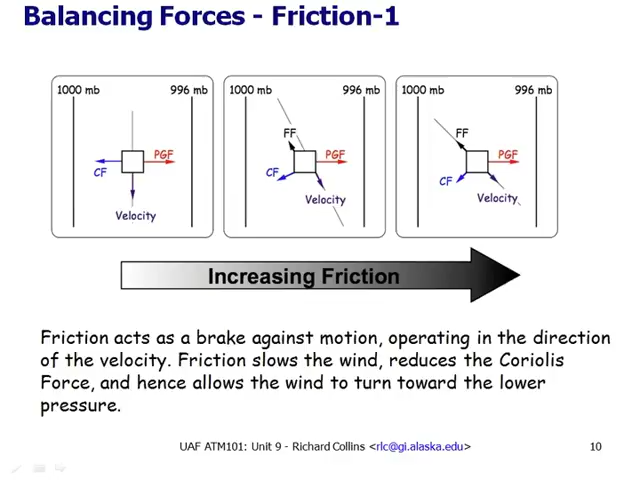 Balancing Forces - Friction-1
1000 mb 996 mb
PGF
CF
Velocity
1000 mb 996 mb
FF
PGF
CF
Velocity
1000 mb 996 mb
FF
PGF
CF
Velocity
Increasing Friction
Friction acts as a brake against motion, operating in the direction
of the velocity. Friction slows the wind, reduces the Coriolis
Force, and hence allows the wind to turn toward the lower
pressure.
UAF ATM101: Unit 9 - Richard Collins <rlc@gi.alaska.edu> 10